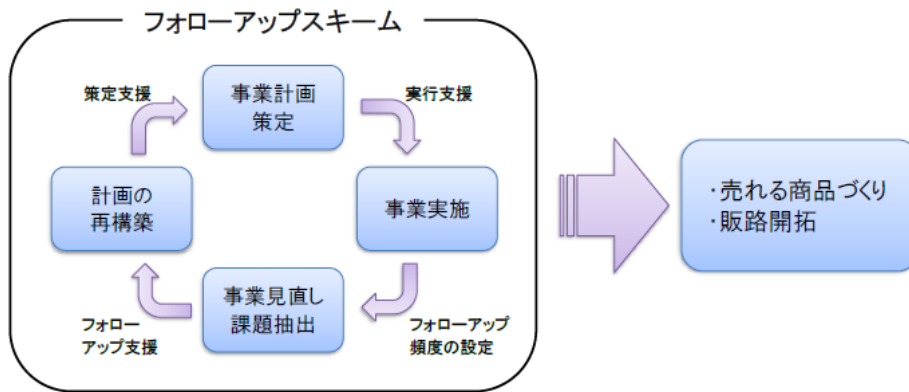 フォローアップスキーム
策定支援
事業計画
策定
実行支援
計画の
再構築
事業実施
・売れる商品づくり
・販路開拓
事業見直し
課題抽出
フォロー
アップ支援
フォローアップ
頻度の設定